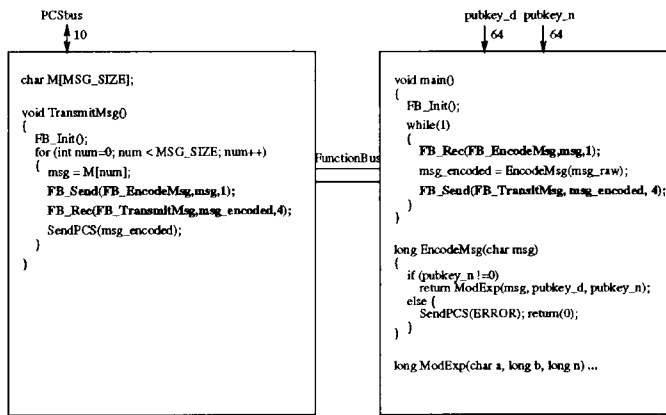 PCSbus
10
char M[MSG_SIZE];
void TransmitMsg()
{
FB_Init();
for (int num=0; num < MSG_SIZE; num++)
{ msg = M[num];
FB_Send(FB_EncodeMsg,msg,1);
FB_Rec(FB_TransmitMsg,msg_encoded,4);
SendPCS(msg_encoded);
}
}
FunctionBus
pubkey_d pubkey_n
64 64
void main()
{
FB_Init();
while(1)
{
FB_Rec(FB_EncodeMsg,msg,1);
msg_encoded = EncodeMsg(msg_raw);
FB_Send(FB_TransitMsg, msg_encoded, 4);
}
}
long EncodeMsg(char msg)
{
if (pubkey_n !=0)
return ModExp(msg, pubkey_d, pubkey_n);
else {
SendPCS(ERROR); return(0);
}
}
long ModExp(char a, long b, long n) ...